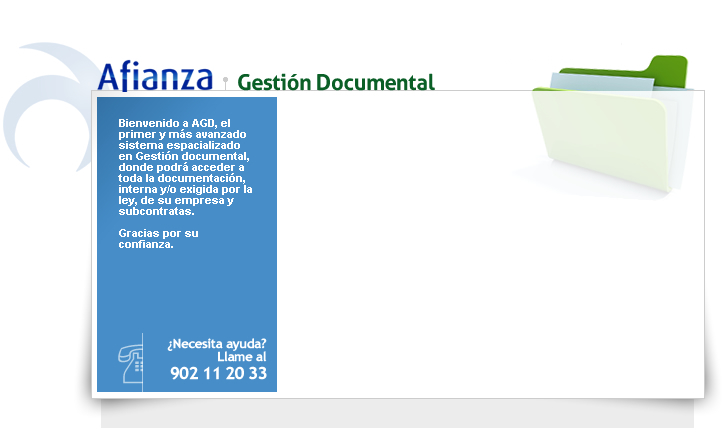 Afianza
Gestión Documental
Bienvenido a AGD, el
primer y más avanzado
sistema espacializado
en Gestión documental,
donde podrá acceder a
toda la documentación,
interna y/o exigida por la
ley, de su empresa y
subcontratas.
Gracias por su
confianza.
¿Necesita ayuda?
Llame al
902 11 20 33